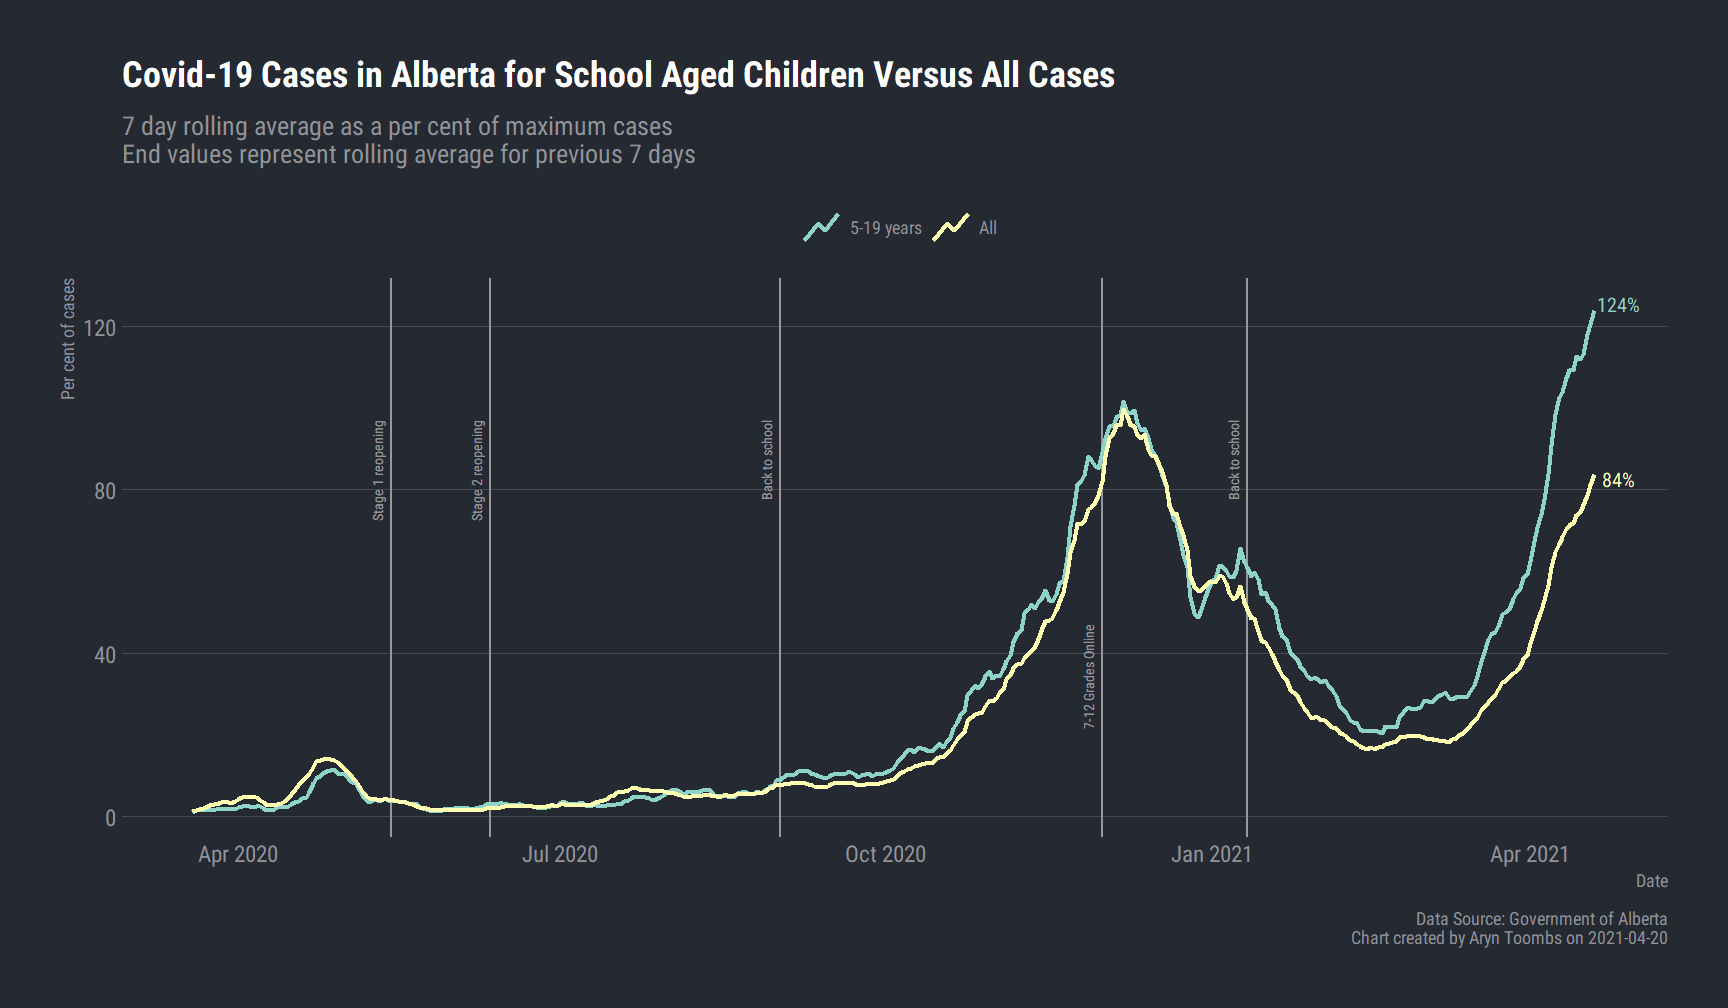 Covid-19 Cases in Alberta for School Aged Children Versus All Cases
7 day rolling average as a per cent of maximum cases
End values represent rolling average for previous 7 days
5-19 years
All
Per cent of cases
120
80
40
0
Stage 1 reopening
Stage 2 reopening
Back to school
7-12 Grades Online
Back to school
124%
84%
Apr 2020
Jul 2020
Oct 2020
Jan 2021
Apr 2021
Date
Data Source: Government of Alberta
Chart created by Aryn Toombs on 2021-04-20